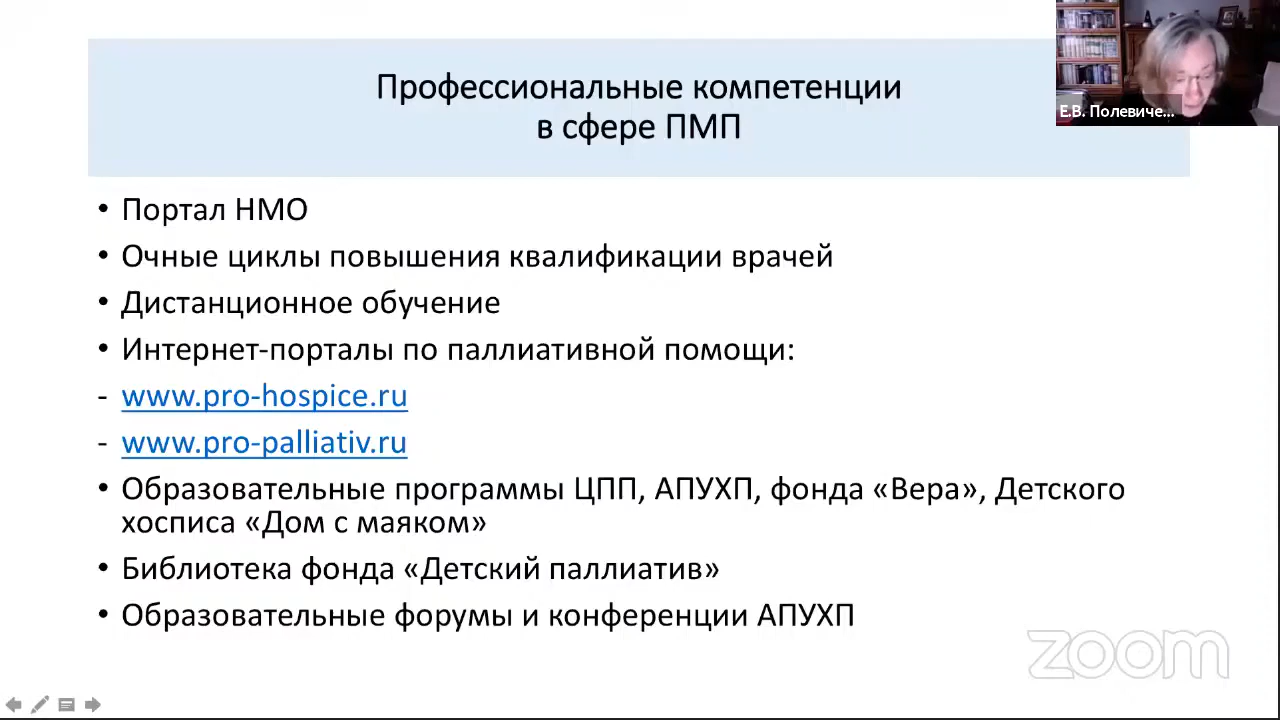 Профессиональные компетенции
в сфере ПМП
Е.В. Полевиче...
• Портал НМО
• Очные циклы повышения квалификации врачей
• Дистанционное обучение
• Интернет-порталы по паллиативной помощи:
- www.pro-hospice.ru
- www.pro-palliativ.ru
• Образовательные программы ЦПП, АПУХП, фонда «Вера», Детского
хосписа «Дом с маяком»
• Библиотека фонда «Детский паллиатив»
• Образовательные форумы и конференции АПУХП
zoom